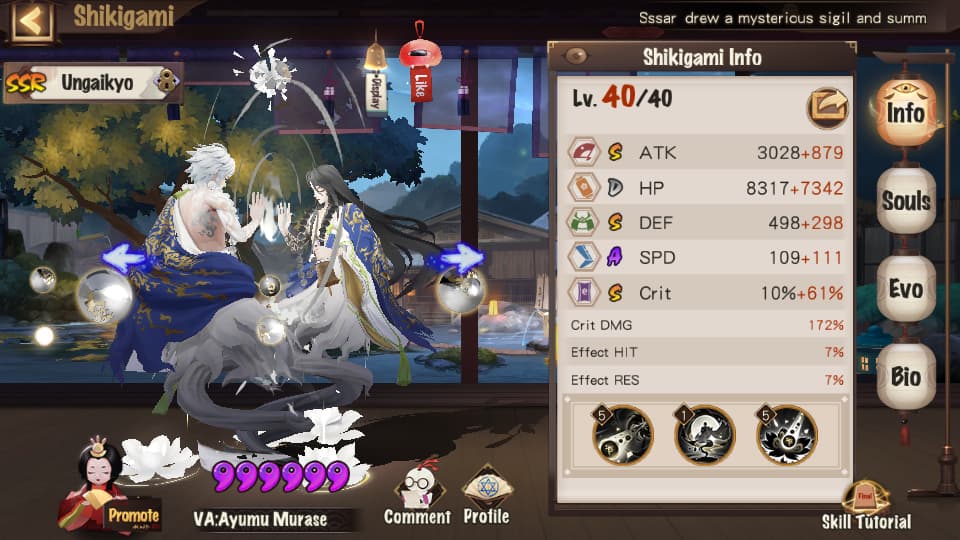 Shikigami
Sssar drew a mysterious sigil and summ
SSR Ungaikyo
Display
Like
Shikigami Info
Lv. 40/40
Info
S ATK 3028+879
D HP 8317+7342
S DEF 498+298
A SPD 109+111
S Crit 10%+61%
Crit DMG 172%
Effect HIT 7%
Effect RES 7%
5 1 5
Souls
Evo
Bio
999999
Promote
VA:Ayumu Murase
Comment
Profile
Final
Skill Tutorial